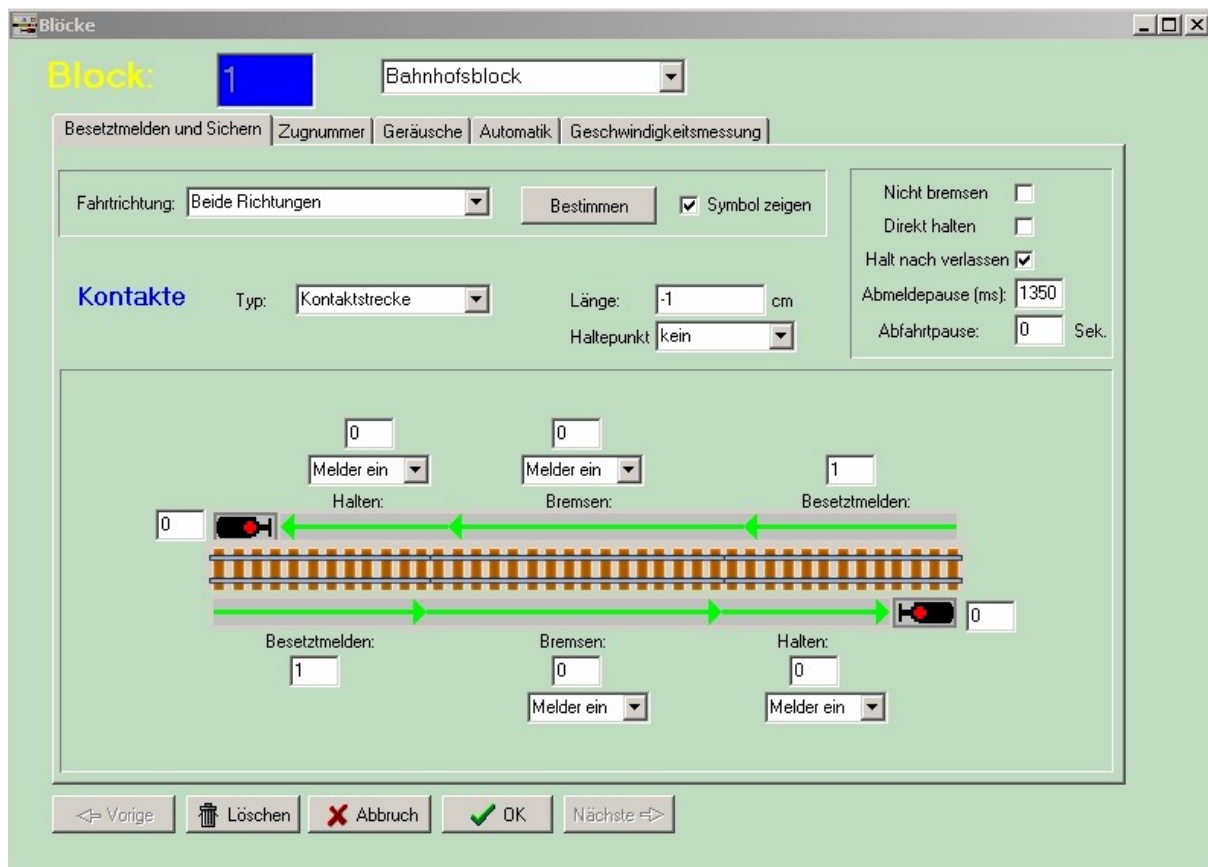 Blöcke
Block: 1 Bahnhofsblock
Besetztmelden und Sichern Zugnummer Geräusche Automatik Geschwindigkeitsmessung
Fahrtrichtung: Beide Richtungen Bestimmen Symbol zeigen
Nicht bremsen
Direkt halten
Halt nach verlassen
Abmeldepause (ms): 1350
Abfahrtpause: 0 Sek.
Kontakte Typ: Kontaktstrecke Länge: -1 cm
Haltepunkt kein
0 0 1
Melder ein Melder ein
Halten: Bremsen: Besetztmelden:
0
0
Besetztmelden: Bremsen: Halten:
1 0 0
Melder ein Melder ein
Vorige Löschen Abbruch OK Nächste